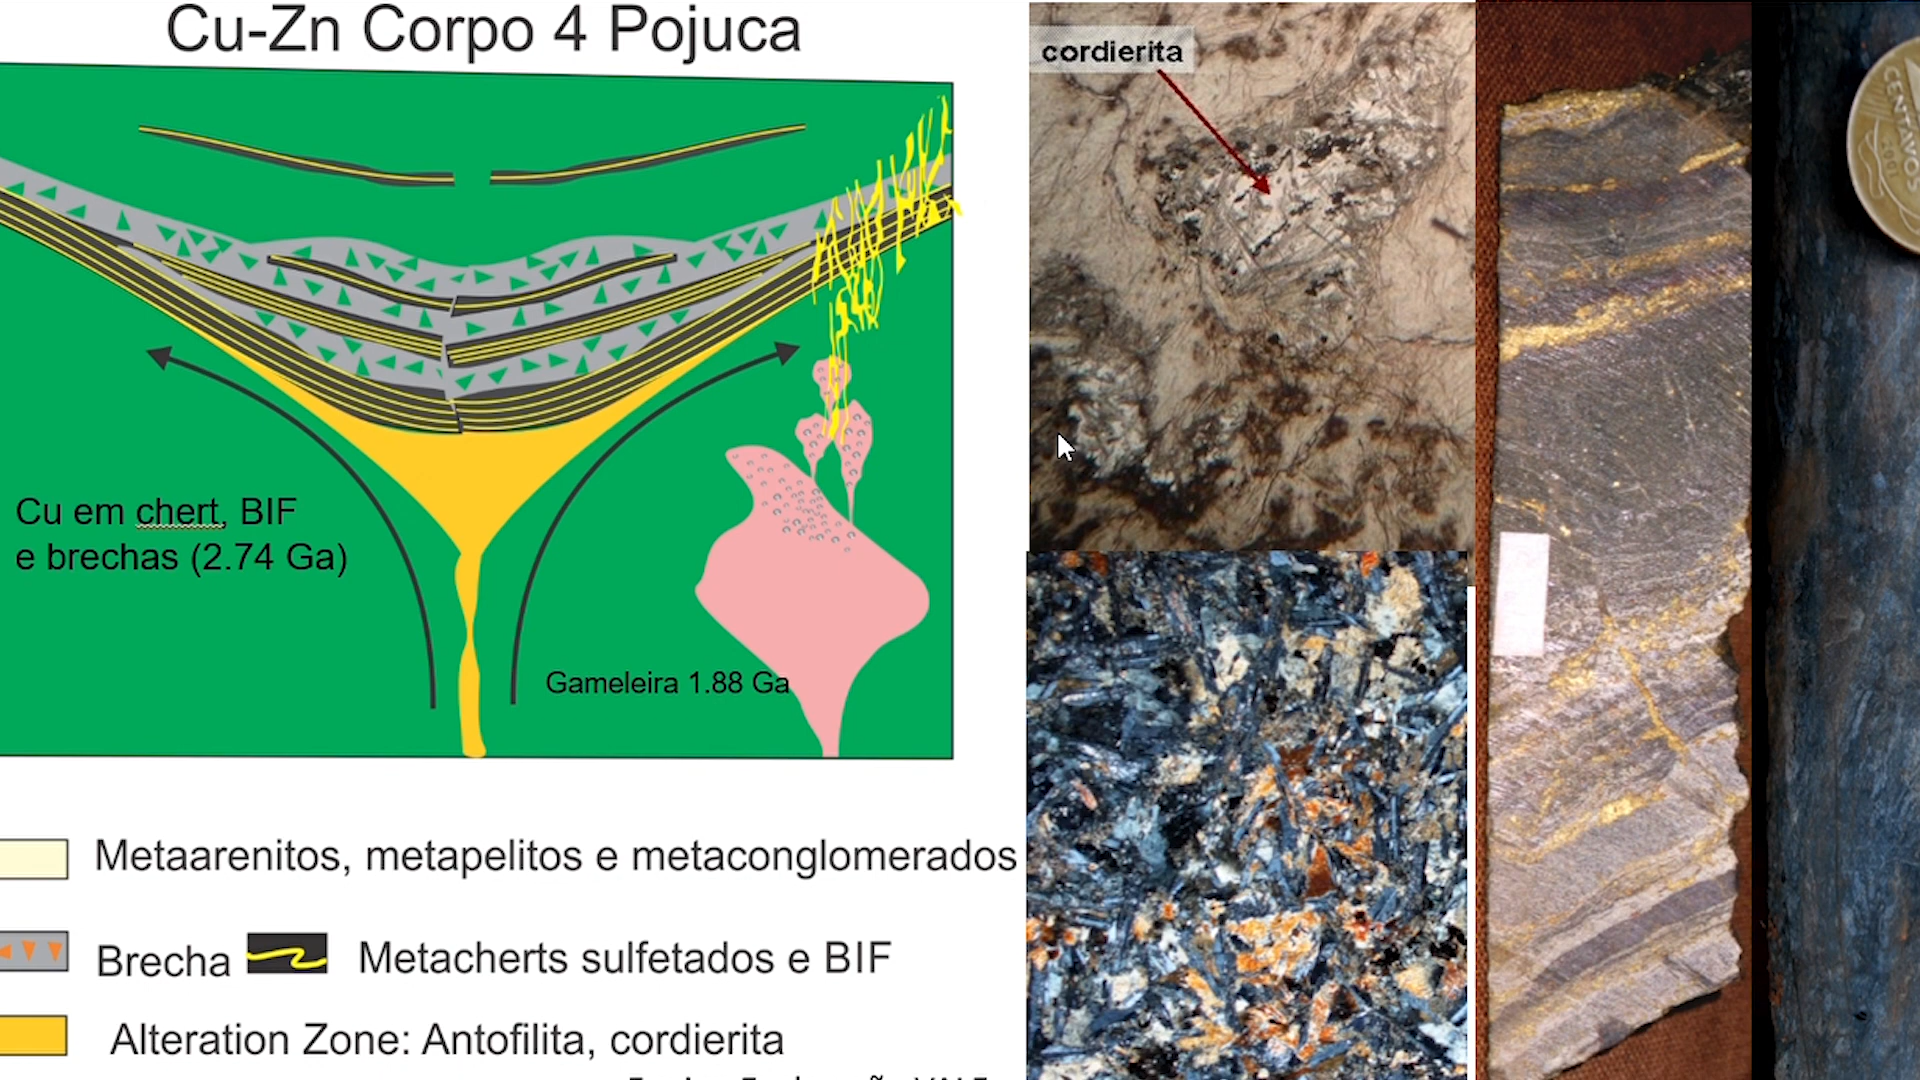 Cu-Zn Corpo 4 Pojuca
cordierita
CENTAVOS
Cu em chert, BIF
e brechas (2.74 Ga)
Gameleira 1.88 Ga
Metaarenitos, metapelitos e metaconglomerados
Brecha
Metacherts sulfetados e BIF
Alteration Zone: Antofilita, cordierita